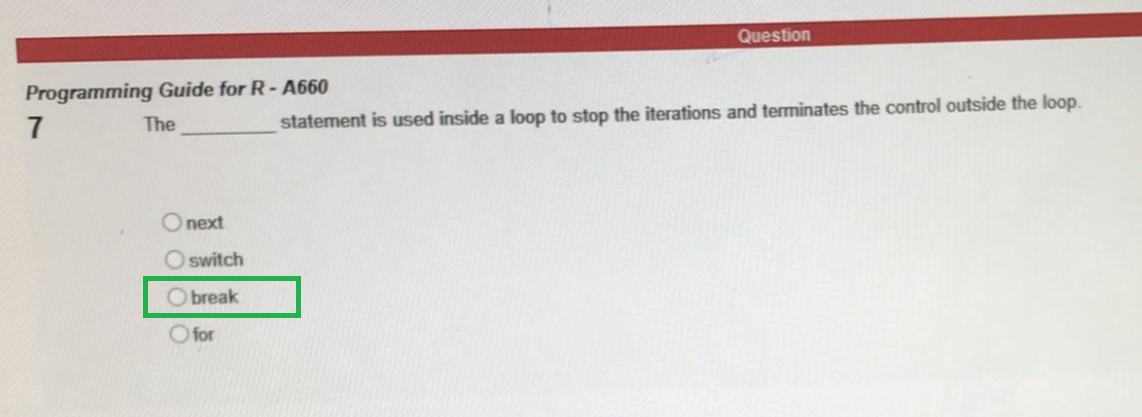 Question
Programming Guide for R - A660
7 The ________ statement is used inside a loop to stop the iterations and terminates the control outside the loop.
next
switch
break
for